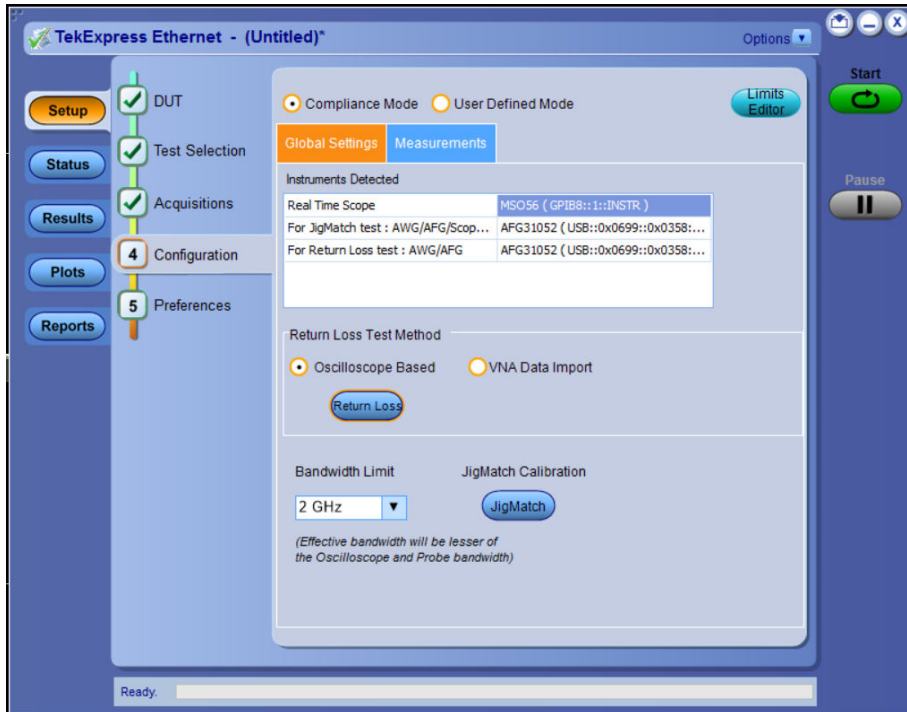 TekExpress Ethernet - (Untitled)*
Options
Start
Pause
Setup
Status
Results
Plots
Reports
DUT
Test Selection
Acquisitions
4 Configuration
5 Preferences
Compliance Mode
User Defined Mode
Limits
Editor
Global Settings
Measurements
Instruments Detected
Real Time Scope MSO56 ( GPIB8::1::INSTR )
For JigMatch test : AWG/AFG/Scop... AFG31052 ( USB::0x0699::0x0358:...
For Return Loss test : AWG/AFG AFG31052 ( USB::0x0699::0x0358:...
Return Loss Test Method
Oscilloscope Based
VNA Data Import
Return Loss
Bandwidth Limit
JigMatch Calibration
2 GHz
JigMatch
(Effective bandwidth will be lesser of
the Oscilloscope and Probe bandwidth)
Ready.